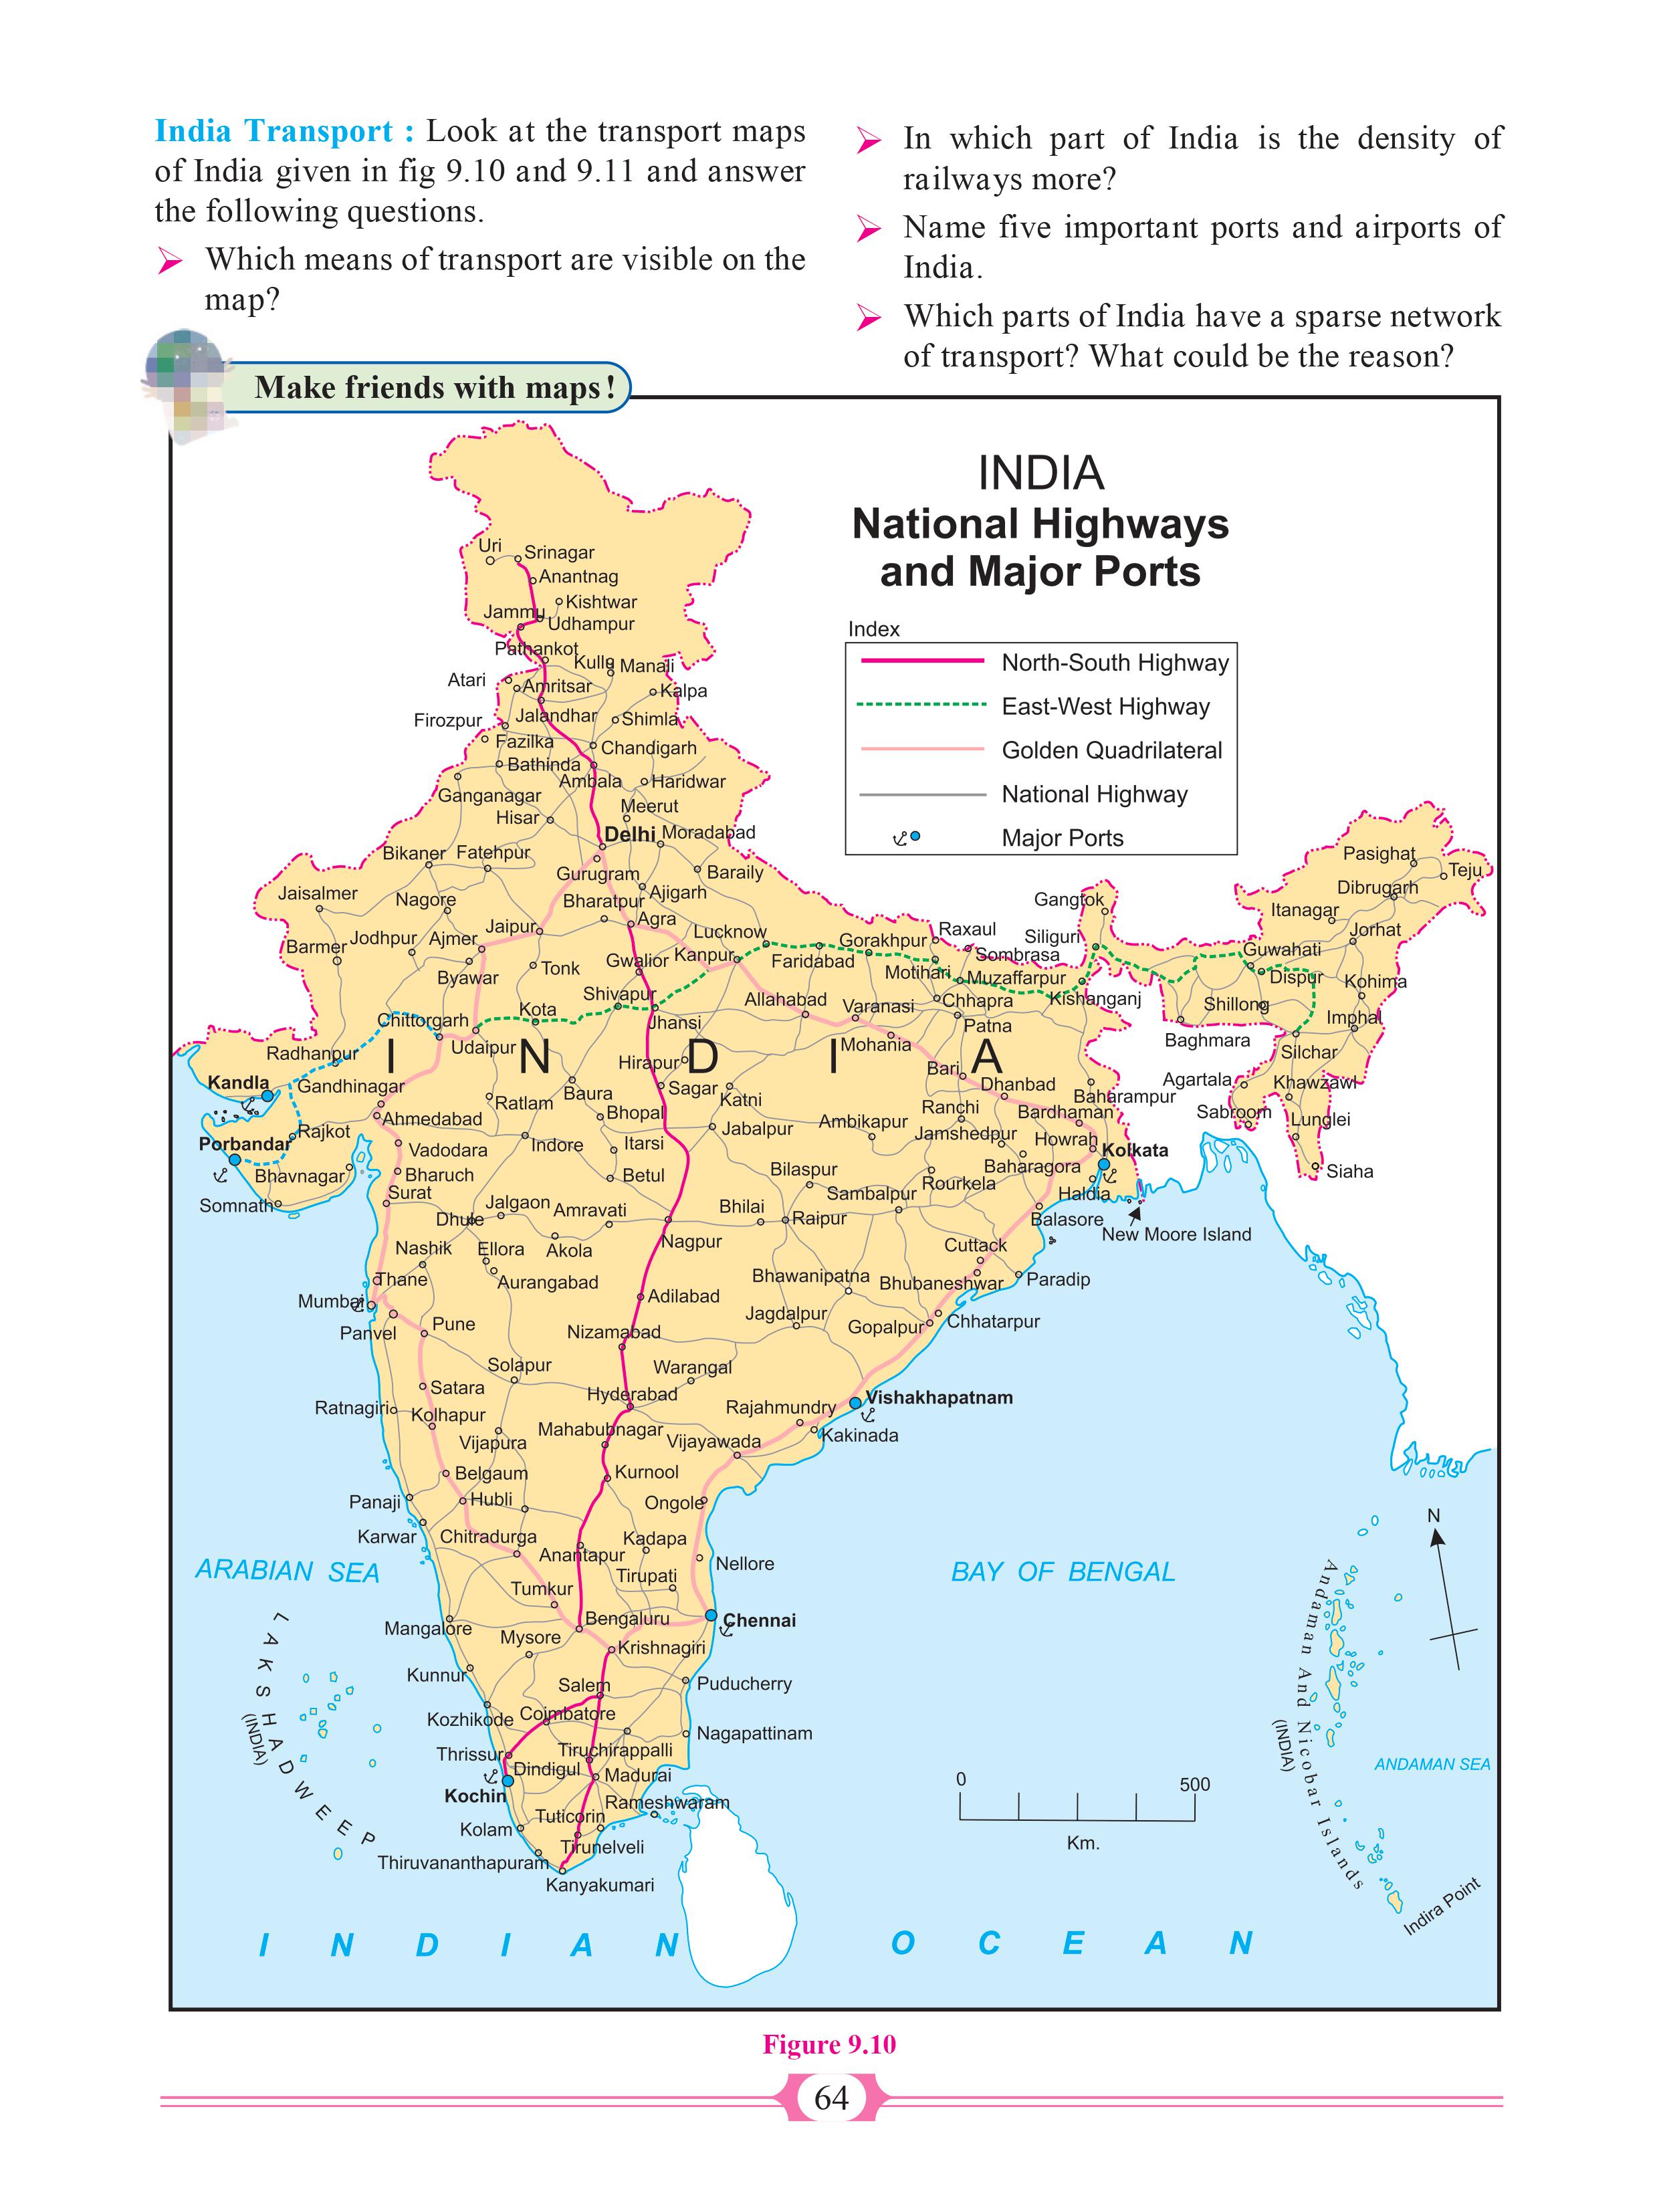 India Transport : Look at the transport maps
of India given in fig 9.10 and 9.11 and answer
the following questions.
Which means of transport are visible on the
map?
In which part of India is the density of
railways more?
Name five important ports and airports of
India.
Which parts of India have a sparse network
of transport? What could be the reason?
Make friends with maps!
INDIA
National Highways
and Major Ports
Index
North-South Highway
East-West Highway
Golden Quadrilateral
National Highway
Major Ports
Uri
Srinagar
Anantnag
Kishtwar
Jammu
Udhampur
Pathankot
Kullu
Manali
Atari
Amritsar
Kalpa
Jalandhar
Firozpur
Shimla
Fazilka
Chandigarh
Bathinda
Ambala
Haridwar
Ganganagar
Meerut
Hisar
Delhi
Moradabad
Bikaner
Fatehpur
Gurugram
Baraily
Jaisalmer
Ajigarh
Nagore
Bharatpur
Agra
Jaipur
Lucknow
Gorakhpur
Raxaul
Gangtok
Siliguri
Sombrasa
Barmer
Jodhpur
Ajmer
Gwalior
Kanpur
Faridabad
Motihari
Muzaffarpur
Byawar
Tonk
Kishanganj
Shivapur
Allahabad
Varanasi
Chhapra
Patna
Chittorgarh
Kota
Jhansi
Mohania
Udaipur
Pasighat
Teju
Dibrugarh
Itanagar
Jorhat
Guwahati
Dispur
Kohima
Shillong
Imphal
Baghmara
Silchar
Agartala
Khawzawl
Sabroom
Lunglei
Siaha
I N D I A
Radhanpur
Hirapur
Bari
Dhanbad
Kandla
Gandhinagar
Baura
Sagar
Katni
Baharampur
Ahmedabad
Ratlam
Bhopal
Ranchi
Bardhaman
Rajkot
Jabalpur
Ambikapur
Jamshedpur
Howrah
Porbandar
Vadodara
Indore
Itarsi
Kolkata
Bhavnagar
Bharuch
Betul
Bilaspur
Baharagora
Rourkela
Haldia
Somnath
Surat
Jalgaon
Amravati
Sambalpur
Dhule
Bhilai
Raipur
Balasore
New Moore Island
Nashik
Ellora
Akola
Nagpur
Cuttack
Thane
Aurangabad
Bhawanipatna
Bhubaneshwar
Paradip
Mumbai
Adilabad
Jagdalpur
Gopalpur
Chhatarpur
Panvel
Pune
Nizamabad
Solapur
Warangal
Satara
Hyderabad
Vishakhapatnam
Ratnagiri
Kolhapur
Rajahmundry
Mahabubnagar
Vijayawada
Kakinada
Vijapura
Belgaum
Kurnool
Panaji
Hubli
Ongole
Karwar
Chitradurga
Kadapa
Anantapur
Nellore
ARABIAN SEA
BAY OF BENGAL
Tirupati
Tumkur
Mangalore
Bengaluru
Chennai
Mysore
Krishnagiri
Kunnur
Salem
Puducherry
Kozhikode
Coimbatore
Nagapattinam
Thrissur
Tiruchirappalli
Dindigul
Madurai
Kochin
Rameshwaram
Tuticorin
Kolam
Tirunelveli
Thiruvananthapuram
Kanyakumari
LAKSHADWEEP
(INDIA)
N
Andaman And Nicobar Islands
(INDIA)
ANDAMAN SEA
Indira Point
0 500
Km.
I N D I A N O C E A N
Figure 9.10
64